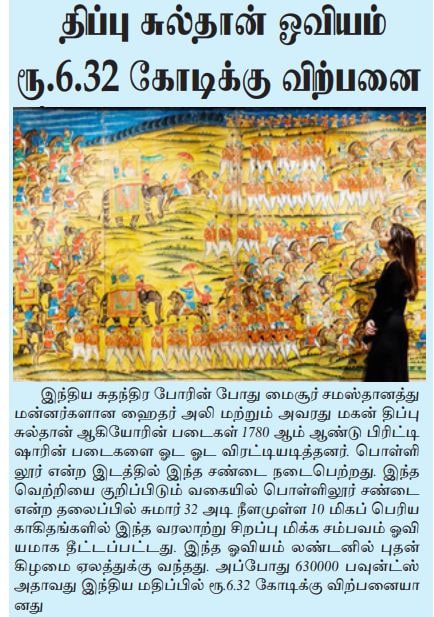 திப்பு சுல்தான் ஓவியம்
ரூ.6.32 கோடிக்கு விற்பனை
இந்திய சுதந்திர போரின் போது மைசூர் சமஸ்தானத்து
மன்னர்களான ஹைதர் அலி மற்றும் அவரது மகன் திப்பு
சுல்தான் ஆகியோரின் படைகள் 1780 ஆம் ஆண்டு பிரிட்டி
ஷாரின் படைகளை ஓட ஓட விரட்டியடித்தனர். பொள்ளி
லூர் என்ற இடத்தில் இந்த சண்டை நடைபெற்றது. இந்த
வெற்றியை குறிப்பிடும் வகையில் பொள்ளிலூர் சண்டை
என்ற தலைப்பில் சுமார் 32 அடி நீளமுள்ள 10 மிகப் பெரிய
காகிதங்களில் இந்த வரலாற்று சிறப்பு மிக்க சம்பவம் ஓவி
யமாக தீட்டப்பட்டது. இந்த ஓவியம் லண்டனில் புதன்
கிழமை ஏலத்துக்கு வந்தது. அப்போது 630000 பவுண்ட்ஸ்
அதாவது இந்திய மதிப்பில் ரூ.6.32 கோடிக்கு விற்பனையா
னது